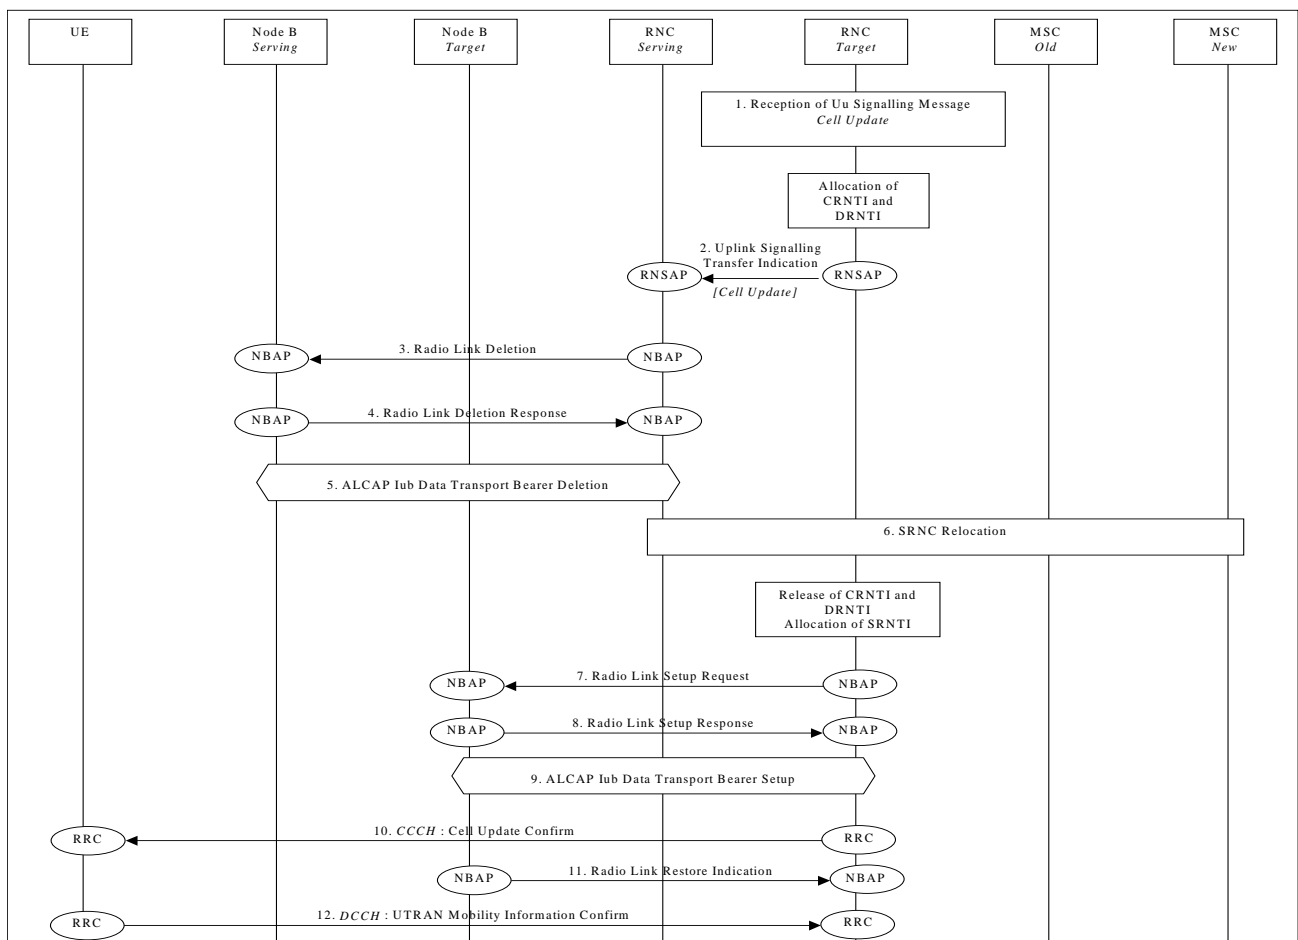 UE
Node B
Serving
Node B
Target
RNC
Serving
RNC
Target
MSC
Old
MSC
New
1. Reception of Uu Signalling Message
Cell Update
Allocation of
CRNTI and
DRNTI
2. Uplink Signalling
Transfer Indication
RNSAP
RNSAP
[Cell Update]
NBAP
3. Radio Link Deletion
NBAP
NBAP
4. Radio Link Deletion Response
NBAP
5. ALCAP Iub Data Transport Bearer Deletion
6. SRNC Relocation
Release of CRNTI and
DRNTI
Allocation of SRNTI
NBAP
7. Radio Link Setup Request
NBAP
NBAP
8. Radio Link Setup Response
NBAP
9. ALCAP Iub Data Transport Bearer Setup
RRC
10. CCCH : Cell Update Confirm
RRC
NBAP
11. Radio Link Restore Indication
NBAP
RRC
12. DCCH : UTRAN Mobility Information Confirm
RRC